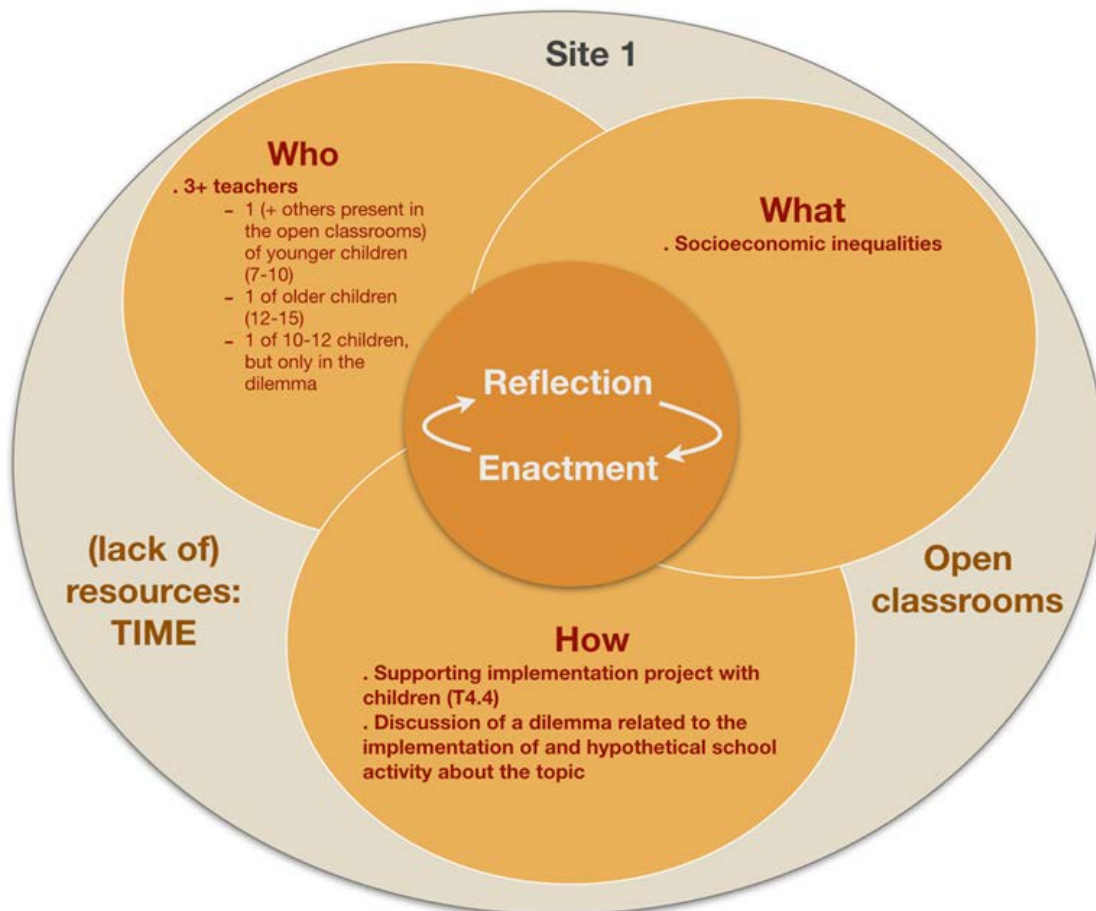 Site 1
Who
. 3+ teachers
– 1 (+ others present in
the open classrooms)
of younger children
(7-10)
– 1 of older children
(12-15)
– 1 of 10-12 children,
but only in the
dilemma
What
. Socioeconomic inequalities
Reflection
Enactment
(lack of)
resources:
TIME
Open
classrooms
How
. Supporting implementation project with
children (T4.4)
. Discussion of a dilemma related to the
implementation of and hypothetical school
activity about the topic